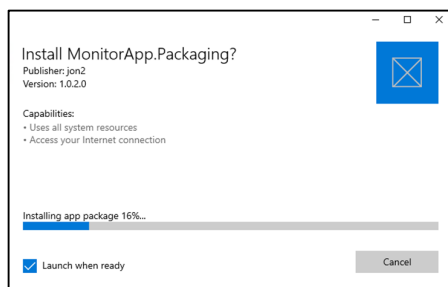 Install MonitorApp.Packaging?
Publisher: jon2
Version: 1.0.2.0
Capabilities:
• Uses all system resources
• Access your Internet connection
Installing app package 16%...
Launch when ready
Cancel